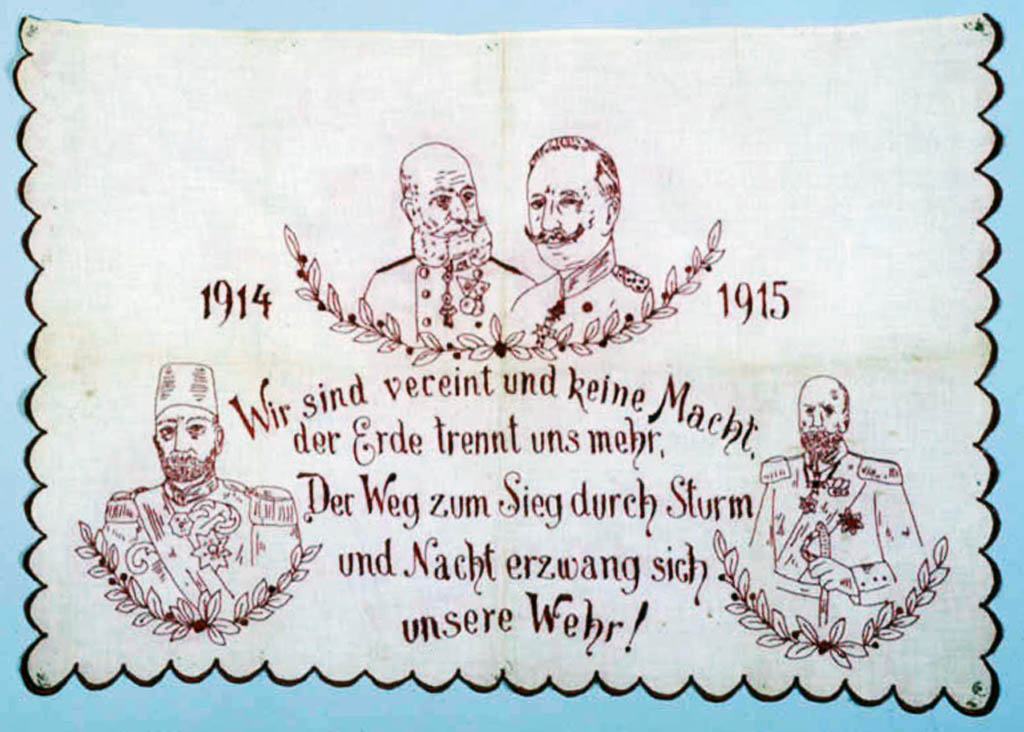 1914 1915
Wir sind vereint und keine Macht,
der Erde trennt uns mehr,
Der Weg zum Sieg durch Sturm
und Nacht erzwang sich
unsere Wehr!